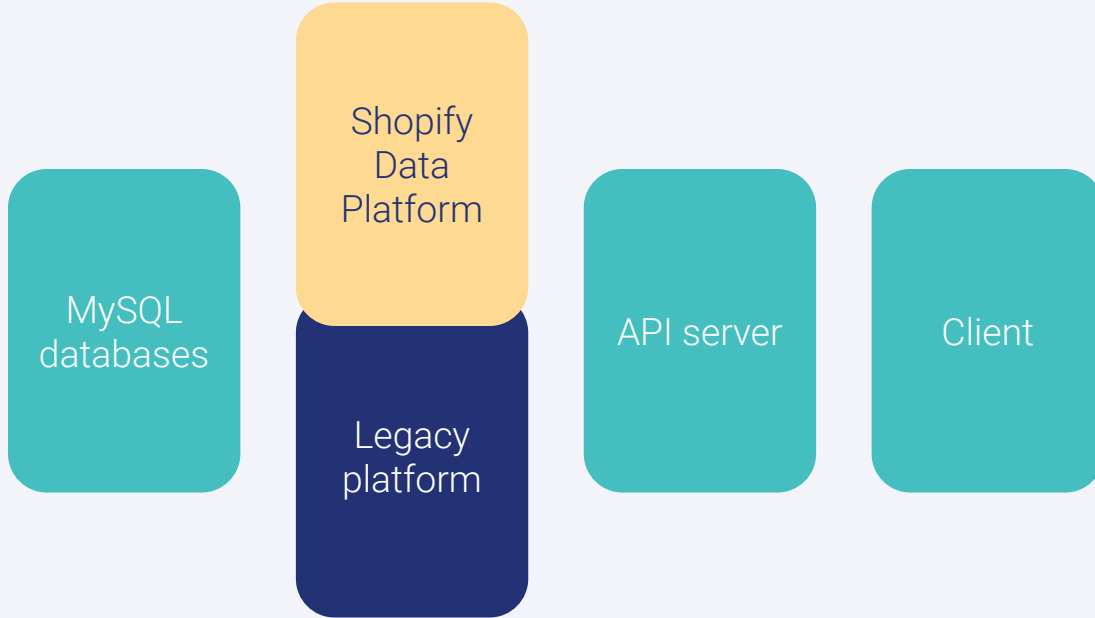 MySQL
databases
Shopify
Data
Platform
Legacy
platform
API server
Client